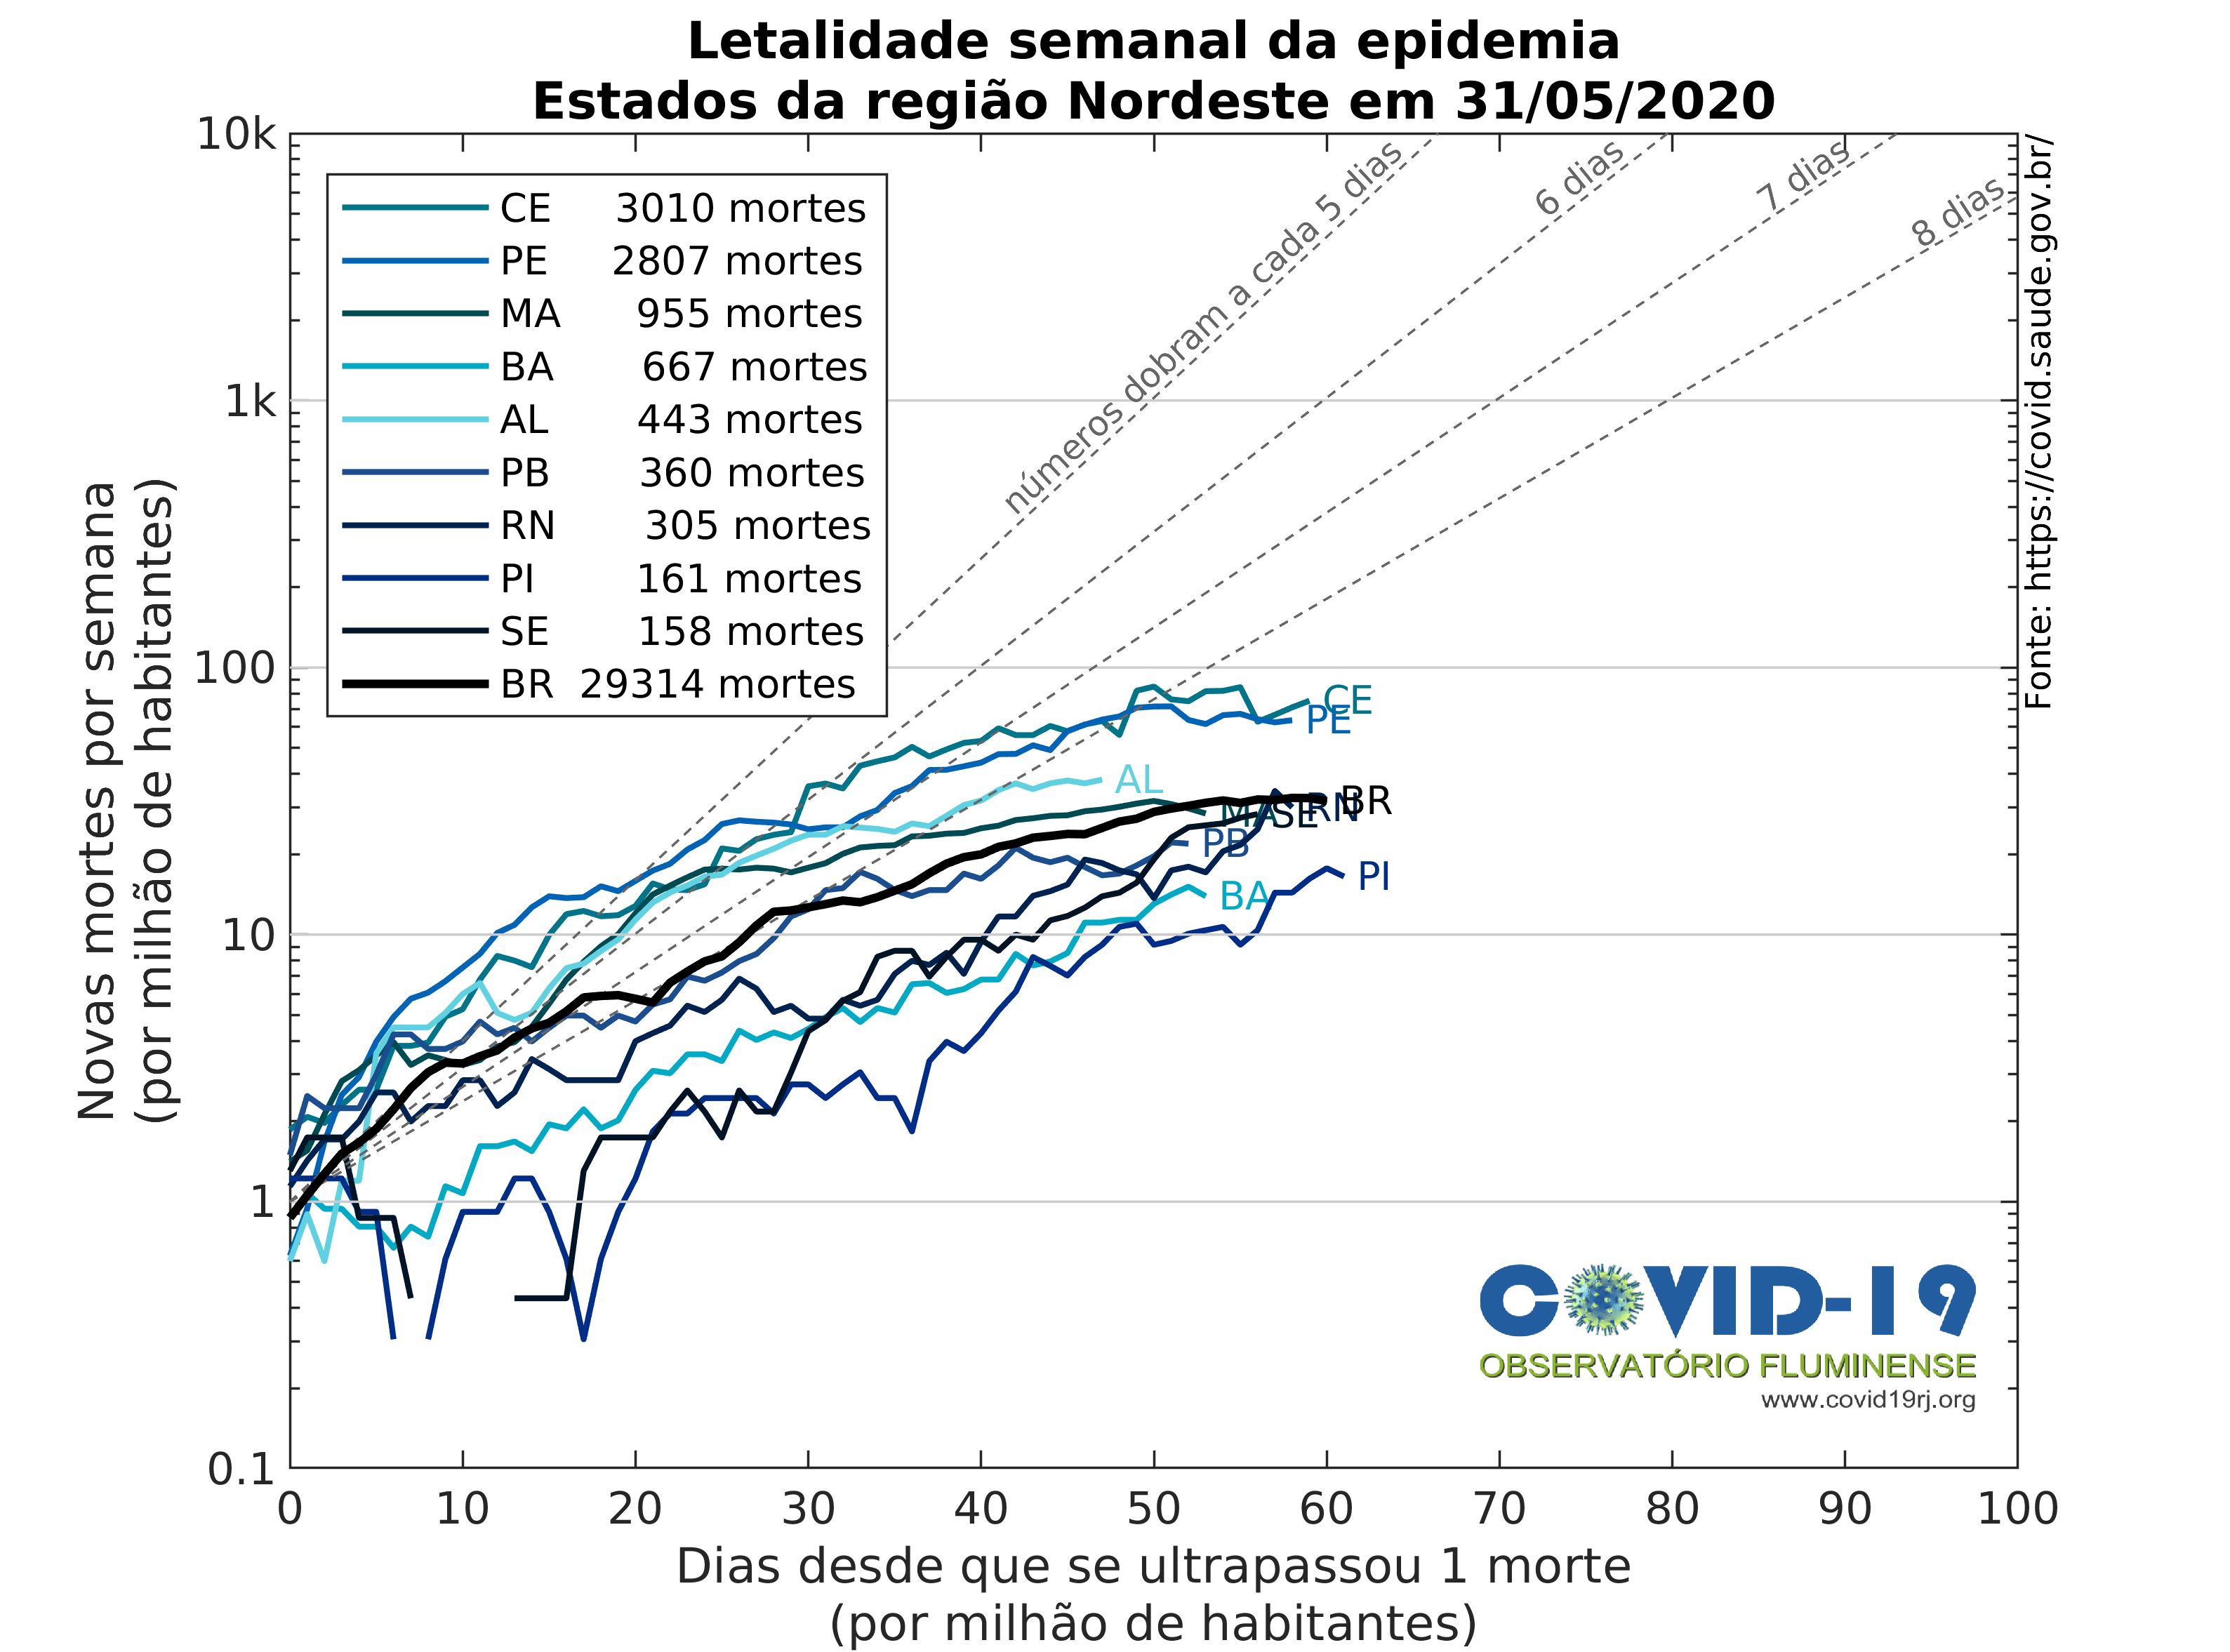 Letalidade semanal da epidemia
Estados da região Nordeste em 31/05/2020
10k
1k
100
10
1
0.1
Novas mortes por semana
(por milhão de habitantes)
CE 3010 mortes
PE 2807 mortes
MA 955 mortes
BA 667 mortes
AL 443 mortes
PB 360 mortes
RN 305 mortes
PI 161 mortes
SE 158 mortes
BR 29314 mortes
números dobram a cada 5 dias
6 dias
7 dias
8 dias
Fonte: https://covid.saude.gov.br/
CE
PE
AL
BR
RN
SE
MA
PB
PI
BA
COVID-19
OBSERVATÓRIO FLUMINENSE
www.covid19rj.org
0 10 20 30 40 50 60 70 80 90 100
Dias desde que se ultrapassou 1 morte
(por milhão de habitantes)